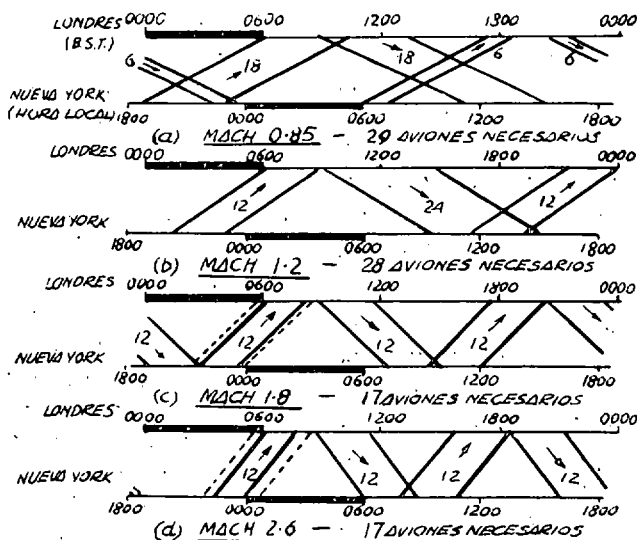 LONDRES 0000 0600 1200 1800 0000
(B.S.T.)
6 18 18 6 6
NUEVA YORK
(HORA LOCAL) 1800 0000 0600 1200 1800
(a) MACH 0.85 - 29 AVIONES NECESARIOS
LONDRES 0000 0600 1200 1800 0000
12 24 12
NUEVA YORK
1800 0000 0600 1200 1800
(b) MACH 1.2 - 28 AVIONES NECESARIOS
LONDRES 0000 0600 1200 1800 0000
12 12 12 12
NUEVA YORK
1800 0000 0600 1200 1800
(c) MACH 1.8 - 17 AVIONES NECESARIOS
LONDRES 0000 0600 1200 1800 0000
12 12 12 12
NUEVA YORK
1800 0000 0600 1200 1800
(d) MACH 2.6 - 17 AVIONES NECESARIOS